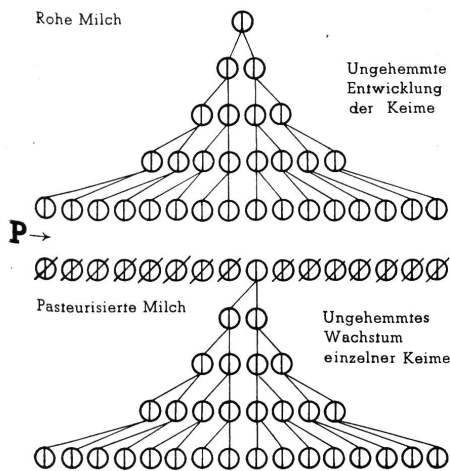 Rohe Milch
Ungehemmte
Entwicklung
der Keime
P→
Pasteurisierte Milch
Ungehemmtes
Wachstum
einzelner Keime